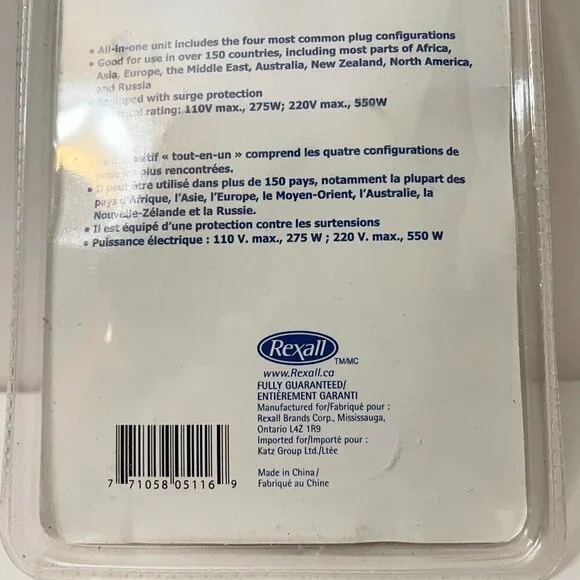 • All-in-one unit includes the four most common plug configurations
• Good for use in over 150 countries, including most parts of Africa,
Asia, Europe, the Middle East, Australia, New Zealand, North America,
and Russia
with surge protection
rating: 110V max., 275W; 220V max., 550W
« tout-en-un » comprend les quatre configurations de
plus rencontrées.
• Il peut être utilisé dans plus de 150 pays, notamment la plupart des
pays d'Afrique, l'Asie, l'Europe, le Moyen-Orient, l'Australie, la
Nouvelle-Zélande et la Russie.
• Il est équipé d'une protection contre les surtensions
• Puissance électrique : 110 V. max., 275 W ; 220 V. max., 550 W
Rexall
TM/MC
www.Rexall.ca
FULLY GUARANTEED/
ENTIÈREMENT GARANTI
Manufactured for/Fabriqué pour :
Rexall Brands Corp., Mississauga,
Ontario L4Z 1R9
Imported for/Importé pour :
Katz Group Ltd./Ltée
Made in China/
Fabriqué au Chine
7 71058 05116 9